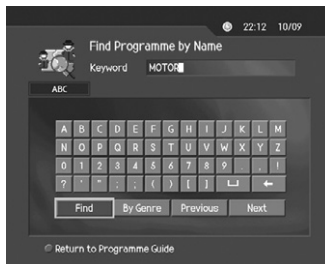 22:12 10/09
Find Programme by Name
Keyword MOTOR
ABC
A B C D E F G H I J K L M
N O P Q R S T U V W X Y Z
0 1 2 3 4 5 6 7 8 9 . , !
? ' " : ; ( ) [ ] ⌴ ←
Find By Genre Previous Next
Return to Programme Guide